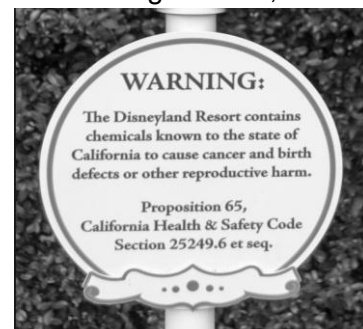 WARNING:
The Disneyland Resort contains
chemicals known to the state of
California to cause cancer and birth
defects or other reproductive harm.
Proposition 65,
California Health & Safety Code
Section 25249.6 et seq.